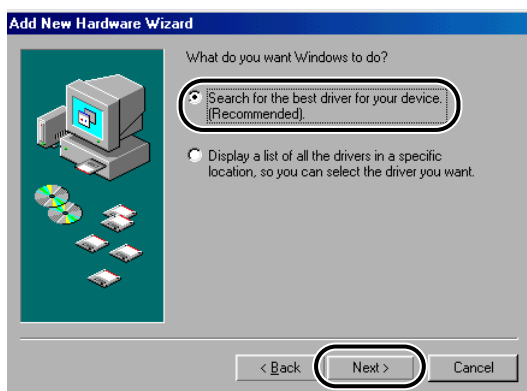 Add New Hardware Wizard
What do you want Windows to do?
Search for the best driver for your device.
(Recommended).
Display a list of all the drivers in a specific
location, so you can select the driver you want.
< Back
Next >
Cancel